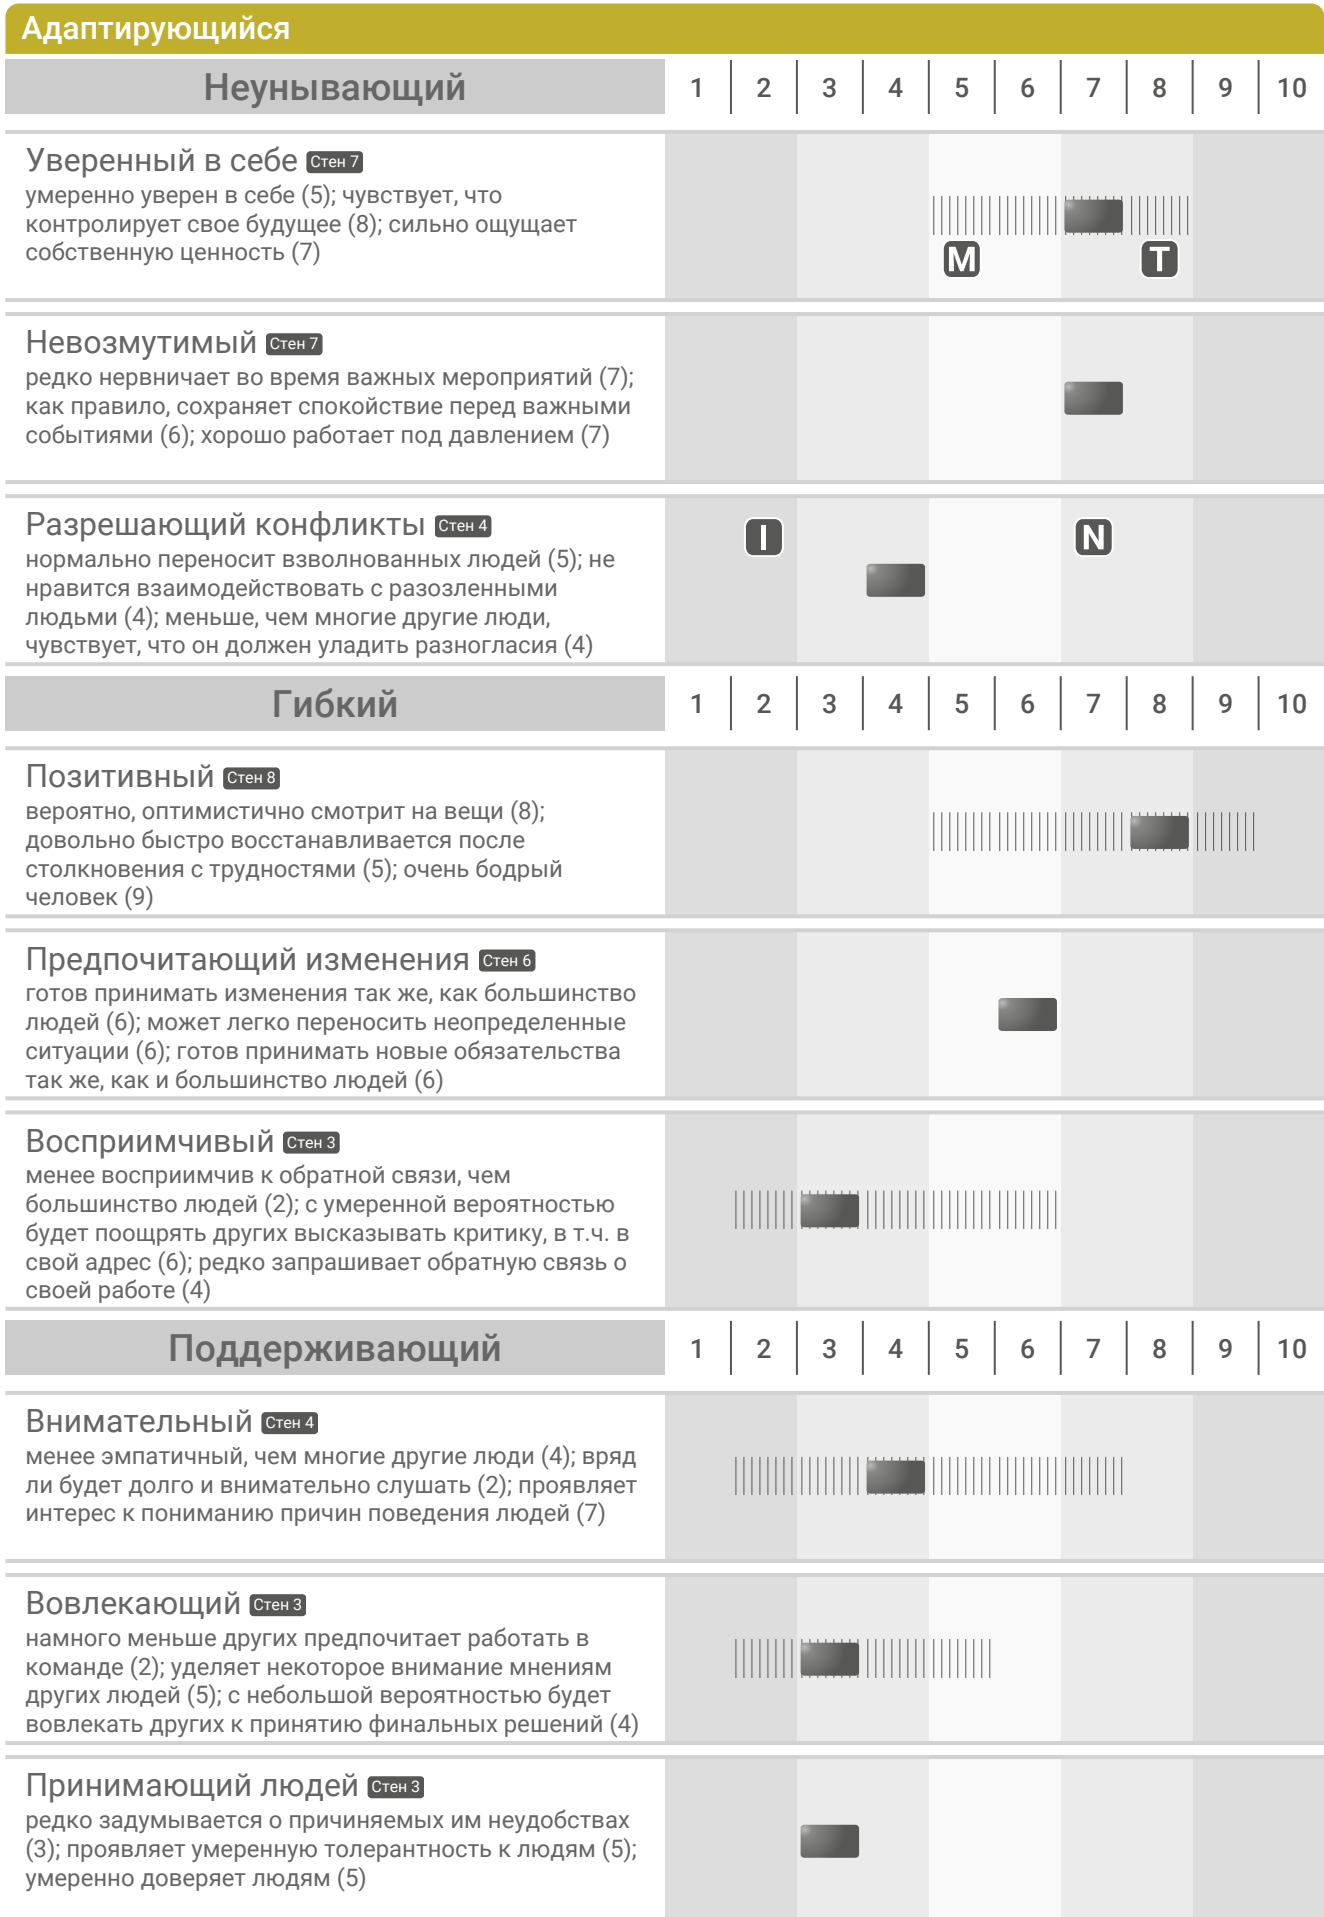 Адаптирующийся
Неунывающий 1 2 3 4 5 6 7 8 9 10
Уверенный в себе Стен 7
умеренно уверен в себе (5); чувствует, что
контролирует свое будущее (8); сильно ощущает
собственную ценность (7)
M T
Невозмутимый Стен 7
редко нервничает во время важных мероприятий (7);
как правило, сохраняет спокойствие перед важными
событиями (6); хорошо работает под давлением (7)
Разрешающий конфликты Стен 4
I N
нормально переносит взволнованных людей (5); не
нравится взаимодействовать с разозленными
людьми (4); меньше, чем многие другие люди,
чувствует, что он должен уладить разногласия (4)
Гибкий 1 2 3 4 5 6 7 8 9 10
Позитивный Стен 8
вероятно, оптимистично смотрит на вещи (8);
довольно быстро восстанавливается после
столкновения с трудностями (5); очень бодрый
человек (9)
Предпочитающий изменения Стен 6
готов принимать изменения так же, как большинство
людей (6); может легко переносить неопределенные
ситуации (6); готов принимать новые обязательства
так же, как и большинство людей (6)
Восприимчивый Стен 3
менее восприимчив к обратной связи, чем
большинство людей (2); с умеренной вероятностью
будет поощрять других высказывать критику, в т.ч. в
свой адрес (6); редко запрашивает обратную связь о
своей работе (4)
Поддерживающий 1 2 3 4 5 6 7 8 9 10
Внимательный Стен 4
менее эмпатичный, чем многие другие люди (4); вряд
ли будет долго и внимательно слушать (2); проявляет
интерес к пониманию причин поведения людей (7)
Вовлекающий Стен 3
намного меньше других предпочитает работать в
команде (2); уделяет некоторое внимание мнениям
других людей (5); с небольшой вероятностью будет
вовлекать других к принятию финальных решений (4)
Принимающий людей Стен 3
редко задумывается о причиняемых им неудобствах
(3); проявляет умеренную толерантность к людям (5);
умеренно доверяет людям (5)